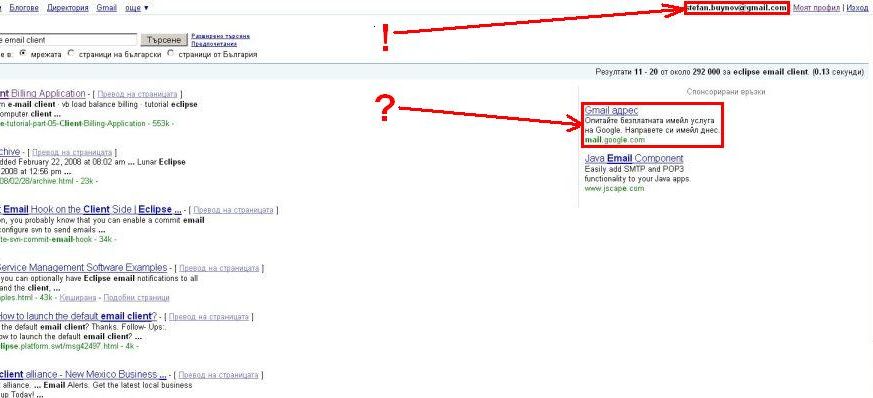 Блогове Директория Gmail още ▼ stefan.buynov@gmail.com | Моят профил | Изход
!
email client Търсене Разширено търсене
Предпочитания
е в: мрежата страници на български страници от България
Резултати 11 - 20 от около 292 000 за eclipse email client. (0.13 секунди)
nt Billing Application - [ Превод на страницата ]
m e-mail client · vb load balance billing · tutorial eclipse
omputer client ...
e-tutorial-part-05-Client-Billing-Application - 553k -
?
Спонсорирани връзки
Gmail адрес
Опитайте безплатната имейл услуга
на Google. Направете си имейл днес.
mail.google.com
Java Email Component
Easily add SMTP and POP3
functionality to your Java apps.
www.jscape.com
chive - [ Превод на страницата ]
dded February 22, 2008 at 08:02 am ... Lunar Eclipse
2008 at 12:56 pm ...
08/02/28/archive.html - 23k -
t Email Hook on the Client Side | Eclipse ... - [ Превод на страницата ]
on, you probably know that you can enable a commit email
configure svn to send emails ...
te-svn-commit-email-hook - 34k -
Service Management Software Examples - [ Превод на страницата ]
you can optionally have Eclipse email notifications to all
and the client, ...
ples.html - 43k - Кеширана - Подобни страници
How to launch the default email client? - [ Превод на страницата ]
the default email client? Thanks. Follow- Ups:.
ow to launch the default email client? ...
lipse.platform.swt/msg42497.html - 4k -
client alliance - New Mexico Business ... - [ Превод на страницата ]
t alliance. ... Email Alerts. Get the latest local business
up Today! ...